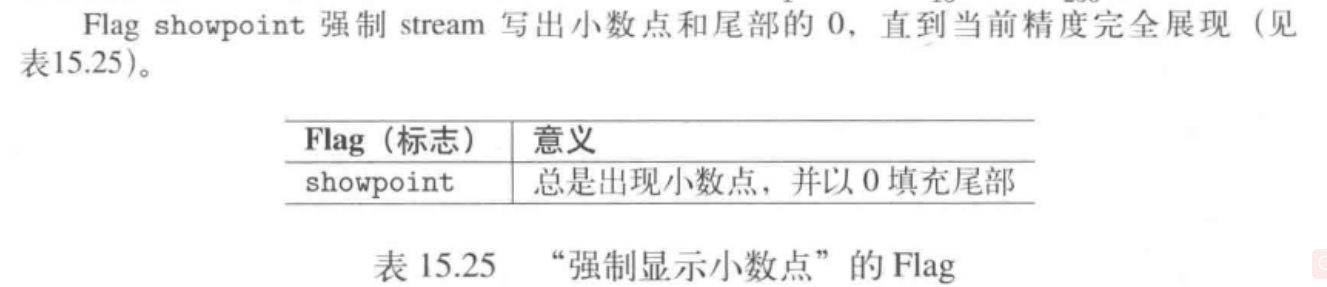 Flag showpoint 强制 stream 写出小数点和尾部的 0，直到当前精度完全展现（见
表15.25）。
Flag（标志） 意义
showpoint 总是出现小数点，并以 0 填充尾部
表 15.25 “强制显示小数点”的 Flag